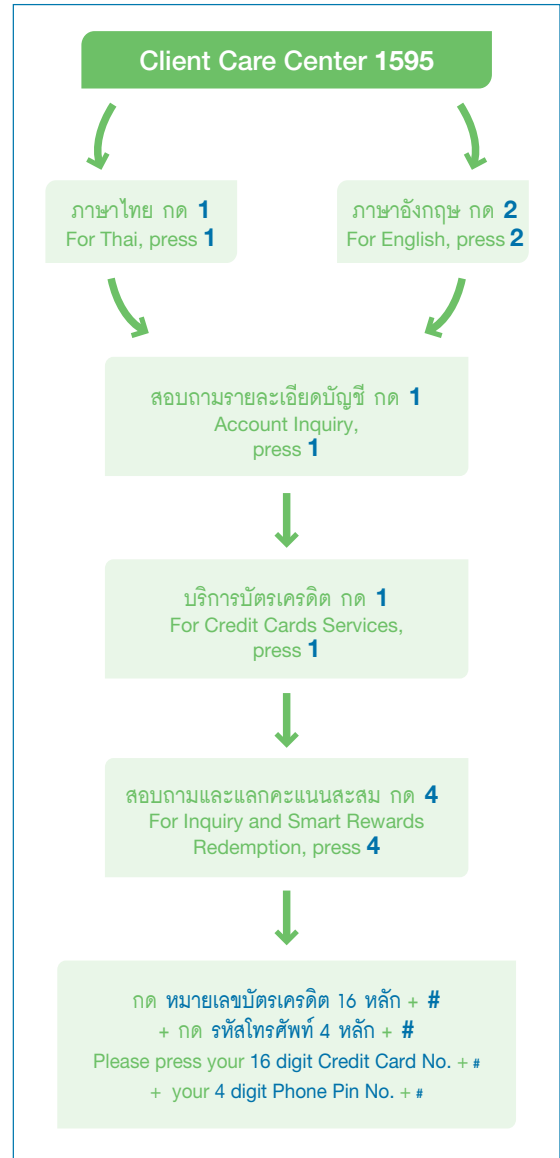 Client Care Center 1595
ภาษาไทย กด 1
For Thai, press 1
ภาษาอังกฤษ กด 2
For English, press 2
สอบถามรายละเอียดบัญชี กด 1
Account Inquiry,
press 1
บริการบัตรเครดิต กด 1
For Credit Cards Services,
press 1
สอบถามและแลกคะแนนสะสม กด 4
For Inquiry and Smart Rewards
Redemption, press 4
กด หมายเลขบัตรเครดิต 16 หลัก + #
+ กด รหัสโทรศัพท์ 4 หลัก + #
Please press your 16 digit Credit Card No. + #
+ your 4 digit Phone Pin No. + #